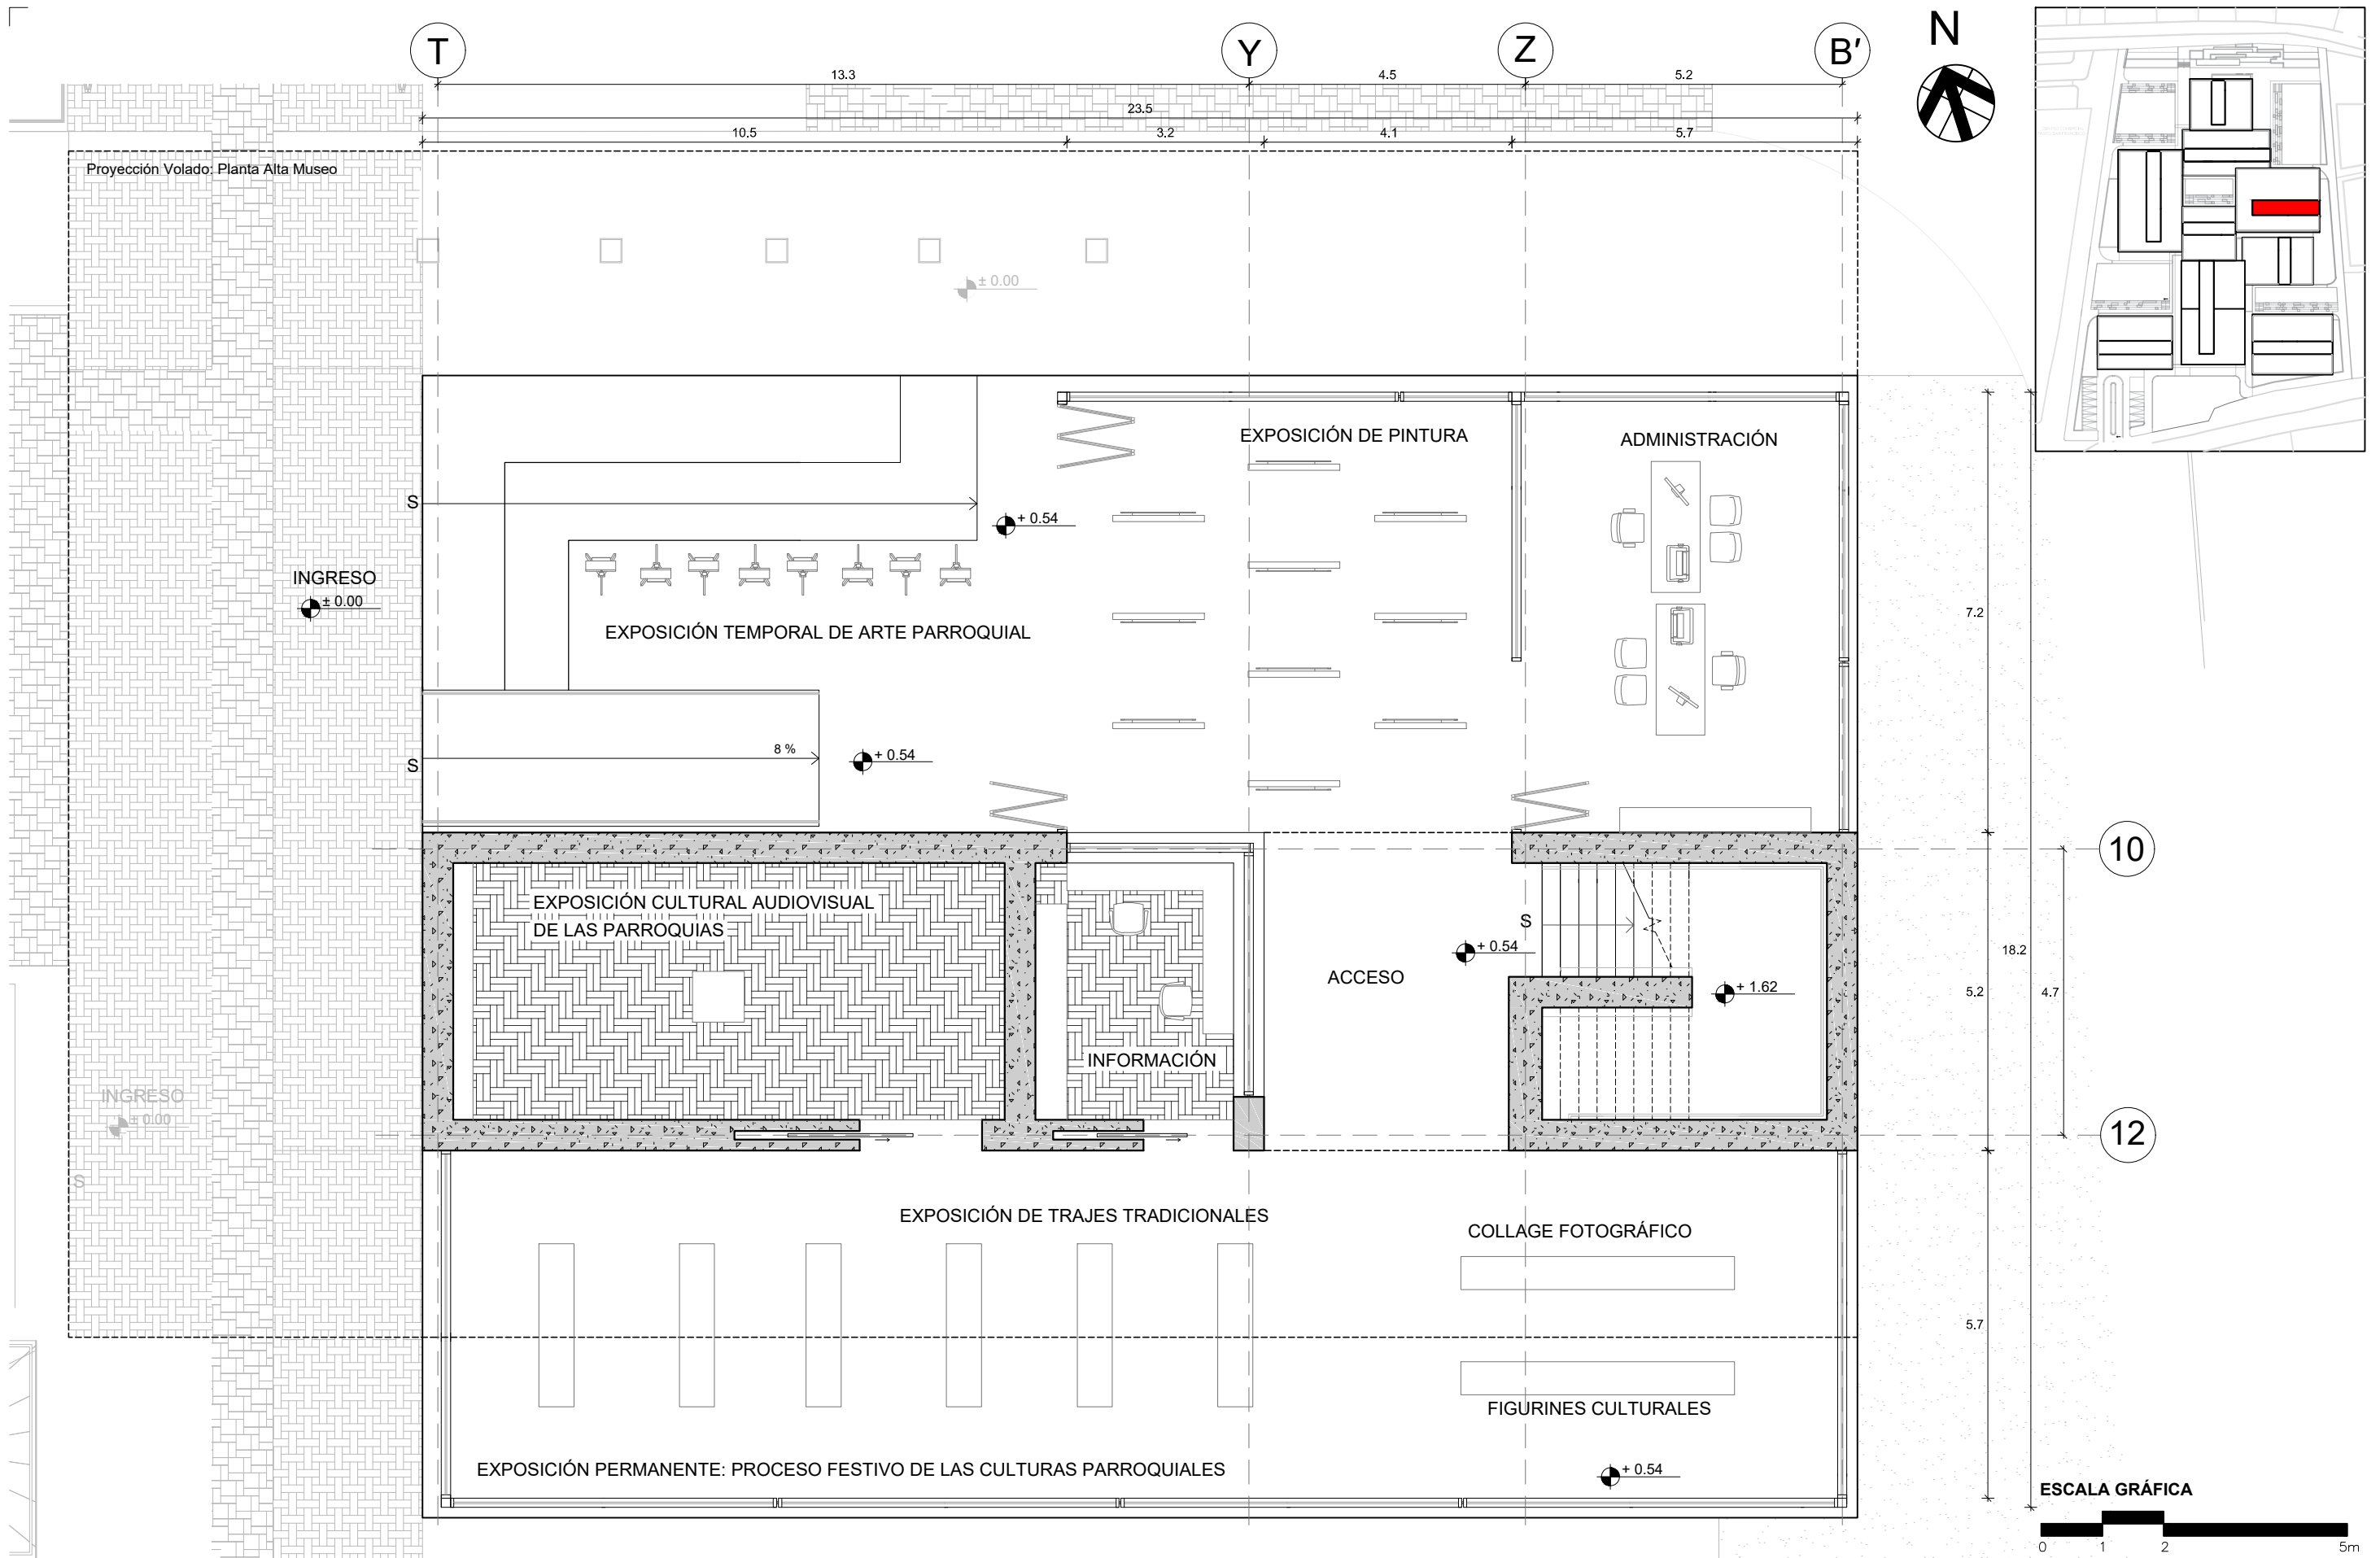 T
Y
Z
B'
N
13.3
4.5
5.2
23.5
10.5
3.2
4.1
5.7
Proyección Volado: Planta Alta Museo
± 0.00
EXPOSICIÓN DE PINTURA
ADMINISTRACIÓN
S
+ 0.54
INGRESO
± 0.00
EXPOSICIÓN TEMPORAL DE ARTE PARROQUIAL
7.2
8 %
+ 0.54
S
10
EXPOSICIÓN CULTURAL AUDIOVISUAL
DE LAS PARROQUIAS
S
+ 0.54
ACCESO
+ 1.62
18.2
5.2
4.7
INFORMACIÓN
INGRESO
± 0.00
12
S
EXPOSICIÓN DE TRAJES TRADICIONALES
COLLAGE FOTOGRÁFICO
5.7
FIGURINES CULTURALES
EXPOSICIÓN PERMANENTE: PROCESO FESTIVO DE LAS CULTURAS PARROQUIALES
+ 0.54
ESCALA GRÁFICA
0 1 2 5m